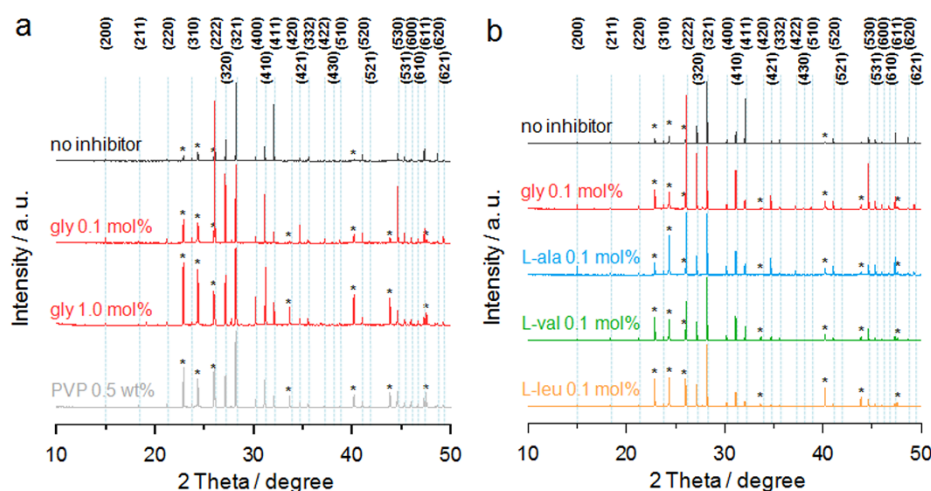 a
(200)
(211)
(310)
(222)
(320)
(321)
(400)
(410)
(411)
(420)
(421)
(332)
(422)
(430)
(510)
(521)
(530)
(531)
(600)
(610)
(611)
(620)
(621)
no inhibitor
* * * *
gly 0.1 mol%
* * * * * * *
gly 1.0 mol%
* * * * * * *
PVP 0.5 wt%
* * * * * * *
Intensity / a. u.
10 20 30 40 50
2 Theta / degree
b
(200)
(211)
(310)
(222)
(320)
(321)
(400)
(410)
(411)
(420)
(421)
(332)
(422)
(430)
(510)
(521)
(530)
(531)
(600)
(610)
(611)
(620)
(621)
no inhibitor
* * * *
gly 0.1 mol%
* * * * * * *
L-ala 0.1 mol%
* * * * * * *
L-val 0.1 mol%
* * * * * * *
L-leu 0.1 mol%
* * * * * * *
Intensity / a. u.
10 20 30 40 50
2 Theta / degree